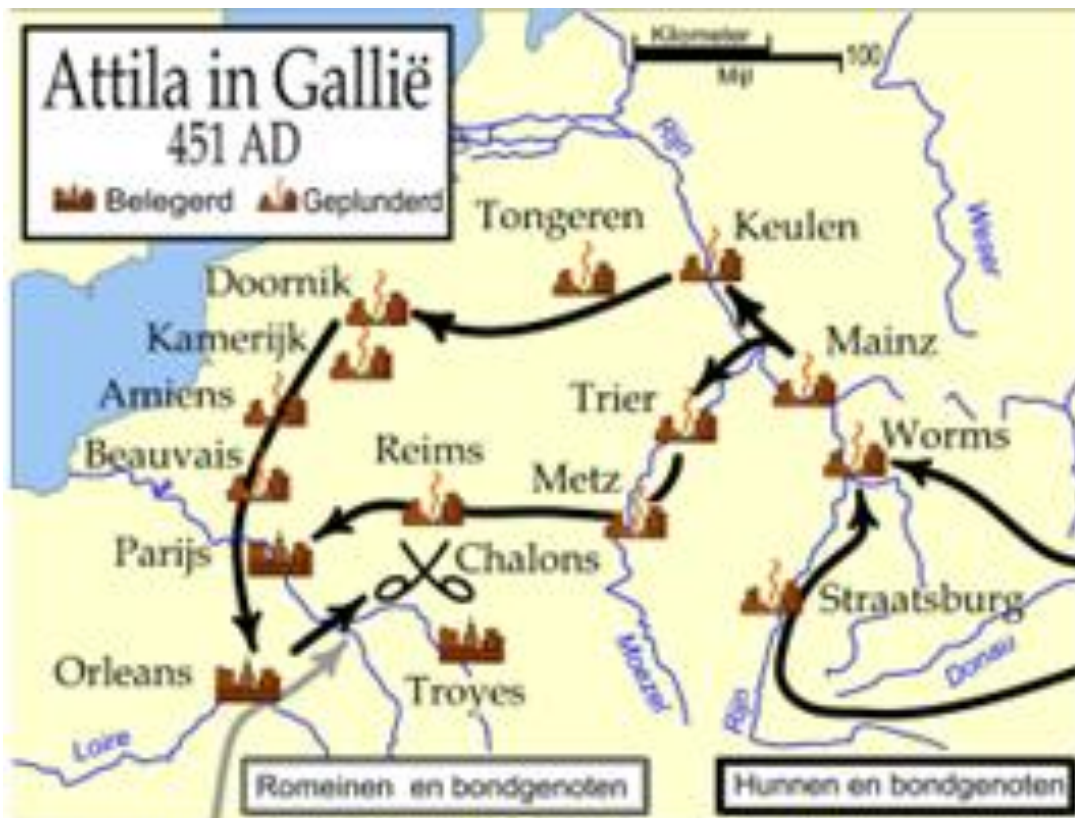 Attila in Gallië
451 AD
Belegerd Geplunderd
Kilometer
100
Mijl
Rijn
Weser
Tongeren
Keulen
Doornik
Kamerijk
Mainz
Amiens
Trier
Beauvais
Reims
Metz
Worms
Parijs
Chalons
Straatsburg
Orleans
Troyes
Moezel
Rijn
Donau
Loire
Romeinen en bondgenoten
Hunnen en bondgenoten